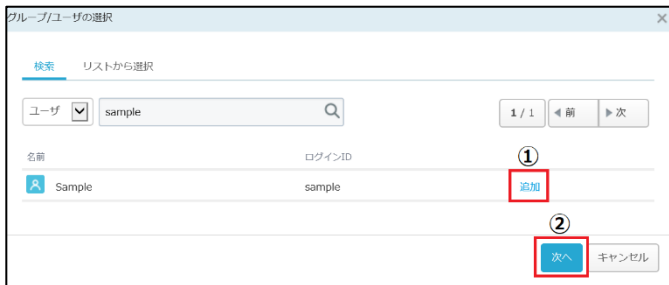 グループ/ユーザの選択
検索 リストから選択
ユーザ sample 1 / 1 ◀前 ▶次
名前 ログインID ①
Sample sample 追加
②
次へ キャンセル